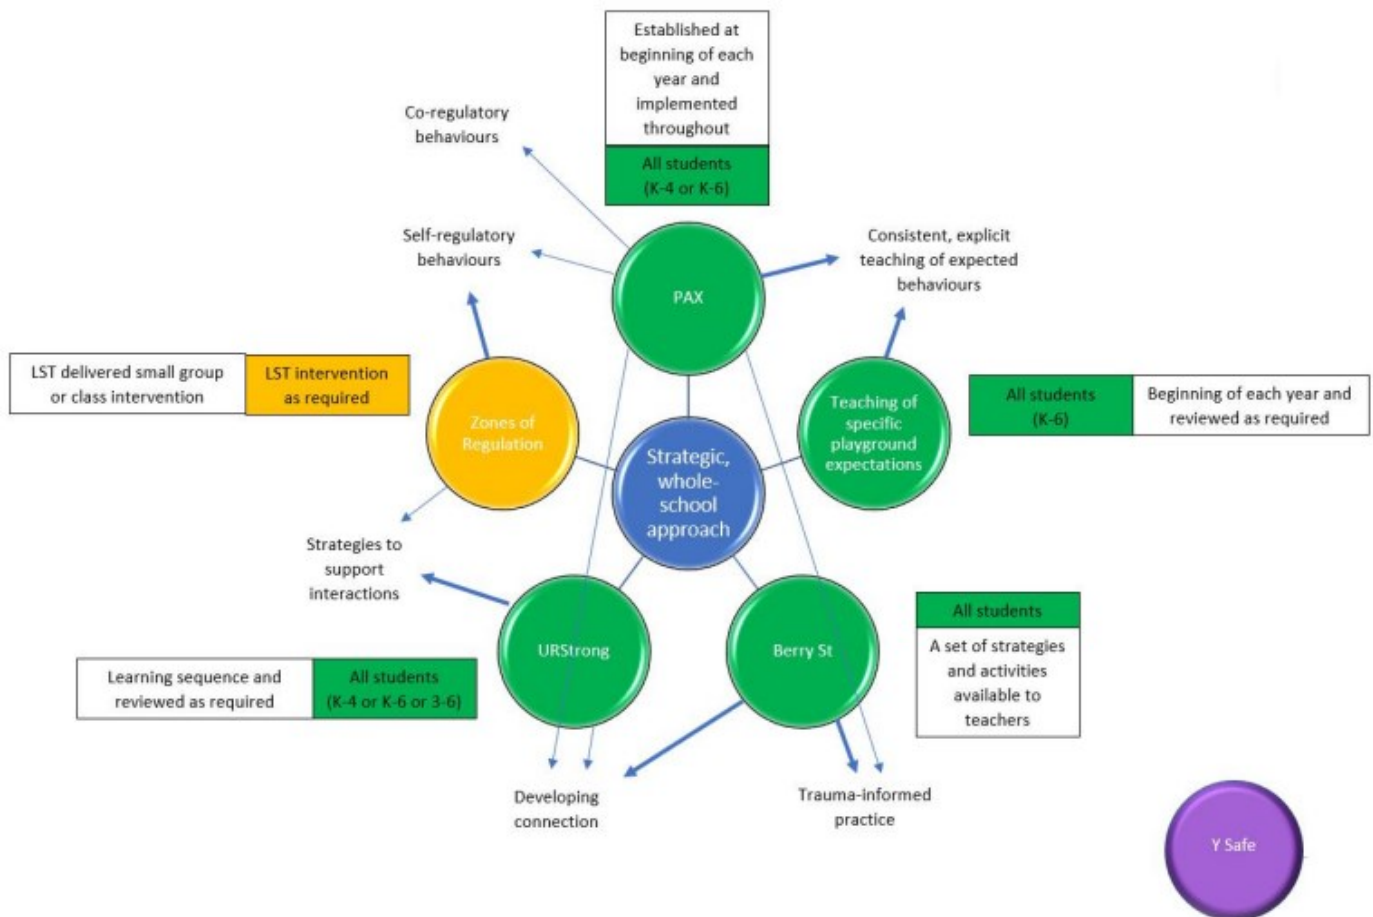 Established at
beginning of each
year and
implemented
throughout
All students
(K-4 or K-6)
Co-regulatory
behaviours
Self-regulatory
behaviours
Consistent, explicit
teaching of expected
behaviours
PAX
LST delivered small group
or class intervention
LST intervention
as required
Zones of
Regulation
Teaching of
specific
playground
expectations
All students
(K-6)
Beginning of each year and
reviewed as required
Strategic,
whole-
school
approach
Strategies to
support
interactions
URStrong
Berry St
All students
A set of strategies
and activities
available to
teachers
Learning sequence and
reviewed as required
All students
(K-4 or K-6 or 3-6)
Developing
connection
Trauma-informed
practice
Y Safe